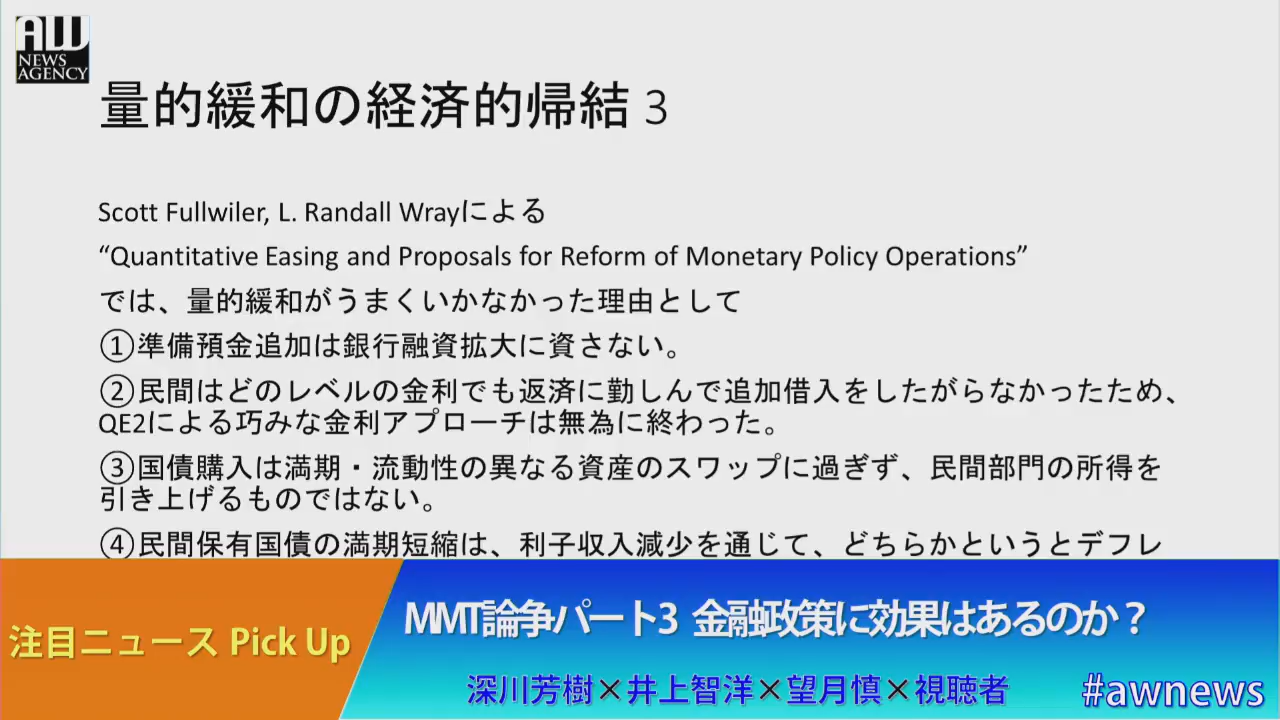 AW
NEWS
AGENCY
量的緩和の経済的帰結 3
Scott Fullwiler, L. Randall Wrayによる
“Quantitative Easing and Proposals for Reform of Monetary Policy Operations”
では、量的緩和がうまくいかなかった理由として
①準備預金追加は銀行融資拡大に資さない。
②民間はどのレベルの金利でも返済に勤しんで追加借入をしたがらなかったため、
QE2による巧みな金利アプローチは無為に終わった。
③国債購入は満期・流動性の異なる資産のスワップに過ぎず、民間部門の所得を
引き上げるものではない。
④民間保有国債の満期短縮は、利子収入減少を通じて、どちらかというとデフレ
注目ニュース Pick Up
MMT論争パート3 金融政策に効果はあるのか？
深川芳樹×井上智洋×望月慎×視聴者
#awnews